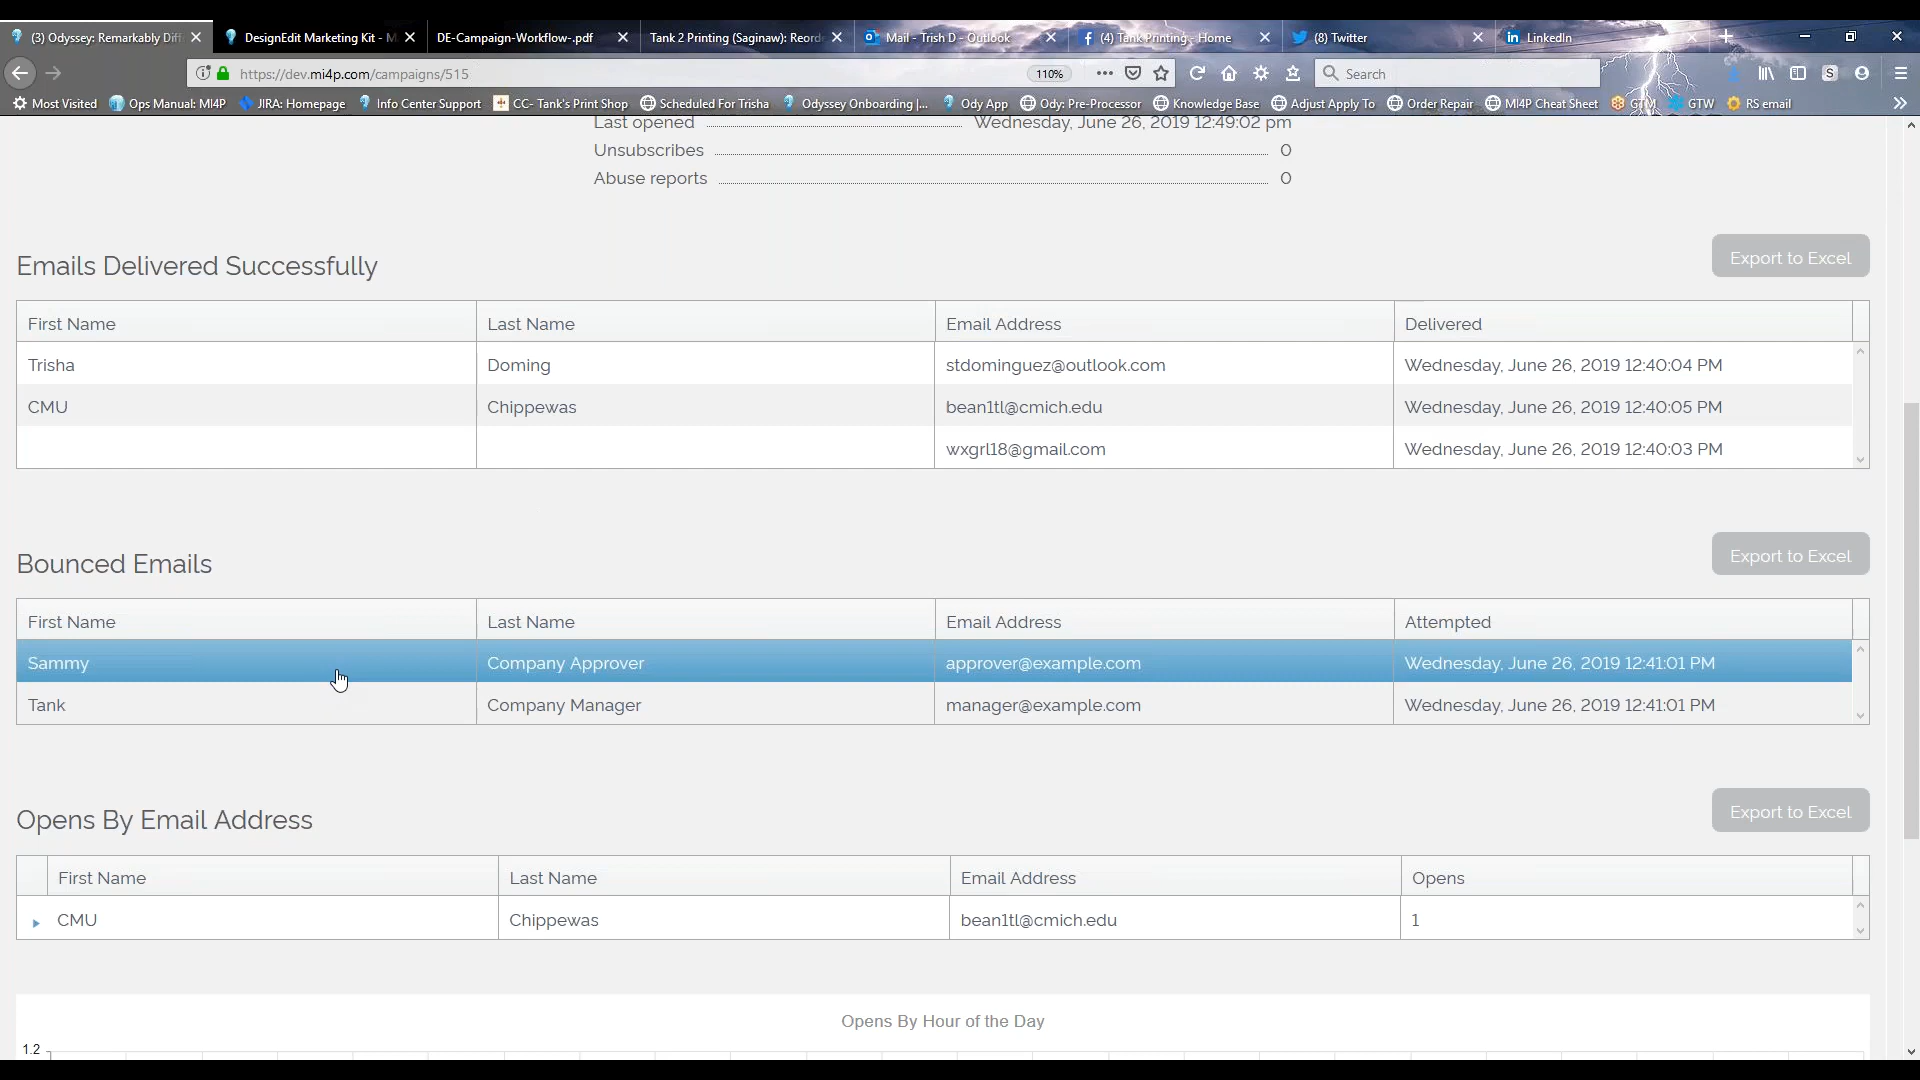 (3) Odyssey: Remarkably Diff
DesignEdit Marketing Kit - M
DE-Campaign-Workflow-.pdf
Tank 2 Printing (Saginaw): Reord
Mail - Trish D - Outlook
(4) Tank Printing - Home
(8) Twitter
LinkedIn
https://dev.mi4p.com/campaigns/515
110%
Search
Most Visited
Ops Manual: MI4P
JIRA: Homepage
Info Center Support
CC- Tank's Print Shop
Scheduled For Trisha
Odyssey Onboarding |...
Ody App
Ody: Pre-Processor
Knowledge Base
Adjust Apply To
Order Repair
MI4P Cheat Sheet
GTM
GTW
RS email
Last opened Wednesday, June 26, 2019 12:49:02 pm
Unsubscribes 0
Abuse reports 0
Emails Delivered Successfully
Export to Excel
First Name Last Name Email Address Delivered
Trisha Doming stdominguez@outlook.com Wednesday, June 26, 2019 12:40:04 PM
CMU Chippewas bean1tl@cmich.edu Wednesday, June 26, 2019 12:40:05 PM
wxgrl18@gmail.com Wednesday, June 26, 2019 12:40:03 PM
Bounced Emails
Export to Excel
First Name Last Name Email Address Attempted
Sammy Company Approver approver@example.com Wednesday, June 26, 2019 12:41:01 PM
Tank Company Manager manager@example.com Wednesday, June 26, 2019 12:41:01 PM
Opens By Email Address
Export to Excel
First Name Last Name Email Address Opens
CMU Chippewas bean1tl@cmich.edu 1
Opens By Hour of the Day
1.2